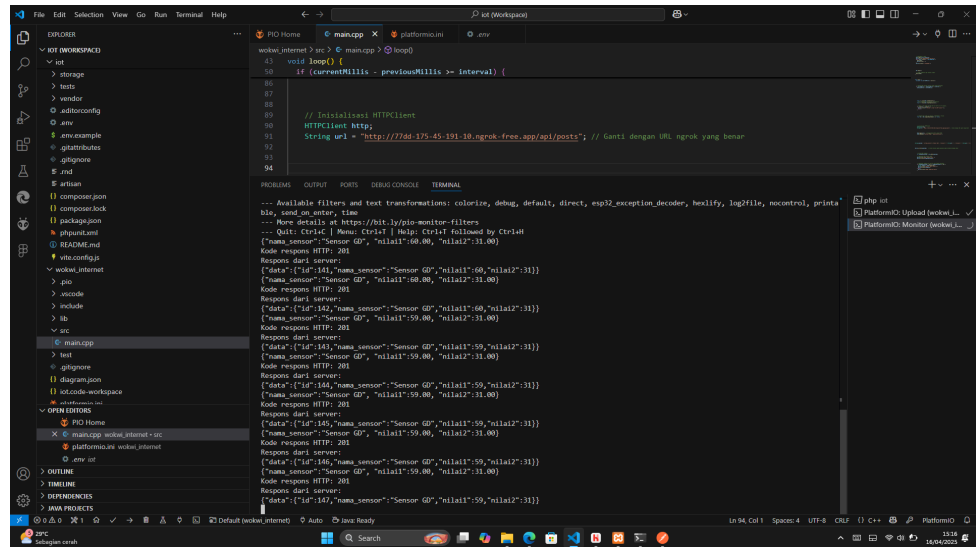 File Edit Selection View Go Run Terminal Help
iot (Workspace)
EXPLORER
IOT (WORKSPACE)
iot
storage
tests
vendor
.editorconfig
.env
.env.example
.gitattributes
.gitignore
.rnd
artisan
composer.json
composer.lock
package.json
phpunit.xml
README.md
vite.config.js
wokwi_internet
.pio
.vscode
include
lib
src
main.cpp
test
.gitignore
diagram.json
iot.code-workspace
platformio.ini
OPEN EDITORS
PIO Home
main.cpp wokwi_internet • src
platformio.ini wokwi_internet
.env iot
OUTLINE
TIMELINE
DEPENDENCIES
JAVA PROJECTS
PIO Home main.cpp platformio.ini .env
wokwi_internet > src > main.cpp > loop()
43 void loop() {
50 if (currentMillis - previousMillis >= interval) {
86
87
88
89 // Inisialisasi HTTPClient
90 HTTPClient http;
91 String url = "http://77dd-175-45-191-10.ngrok-free.app/api/posts"; // Ganti dengan URL ngrok yang benar
92
93
94
PROBLEMS OUTPUT PORTS DEBUG CONSOLE TERMINAL
--- Available filters and text transformations: colorize, debug, default, direct, esp32_exception_decoder, hexlify, log2file, nocontrol, printa
ble, send_on_enter, time
--- More details at https://bit.ly/pio-monitor-filters
--- Quit: Ctrl+C | Menu: Ctrl+T | Help: Ctrl+T followed by Ctrl+H
{"nama_sensor":"Sensor GD", "nilai1":60.00, "nilai2":31.00}
Kode respons HTTP: 201
Respons dari server:
{"data":{"id":141,"nama_sensor":"Sensor GD","nilai1":60,"nilai2":31}}
{"nama_sensor":"Sensor GD", "nilai1":60.00, "nilai2":31.00}
Kode respons HTTP: 201
Respons dari server:
{"data":{"id":142,"nama_sensor":"Sensor GD","nilai1":60,"nilai2":31}}
{"nama_sensor":"Sensor GD", "nilai1":59.00, "nilai2":31.00}
Kode respons HTTP: 201
Respons dari server:
{"data":{"id":143,"nama_sensor":"Sensor GD","nilai1":59,"nilai2":31}}
{"nama_sensor":"Sensor GD", "nilai1":59.00, "nilai2":31.00}
Kode respons HTTP: 201
Respons dari server:
{"data":{"id":144,"nama_sensor":"Sensor GD","nilai1":59,"nilai2":31}}
{"nama_sensor":"Sensor GD", "nilai1":59.00, "nilai2":31.00}
Kode respons HTTP: 201
Respons dari server:
{"data":{"id":145,"nama_sensor":"Sensor GD","nilai1":59,"nilai2":31}}
{"nama_sensor":"Sensor GD", "nilai1":59.00, "nilai2":31.00}
Kode respons HTTP: 201
Respons dari server:
{"data":{"id":146,"nama_sensor":"Sensor GD","nilai1":59,"nilai2":31}}
{"nama_sensor":"Sensor GD", "nilai1":59.00, "nilai2":31.00}
Kode respons HTTP: 201
Respons dari server:
{"data":{"id":147,"nama_sensor":"Sensor GD","nilai1":59,"nilai2":31}}
php iot
PlatformIO: Upload (wokwi_i...
PlatformIO: Monitor (wokwi_i...
0 0 0 Default (wokwi_internet) Auto Java: Ready
Ln 94, Col 1 Spaces: 4 UTF-8 CRLF {} C++ PlatformIO
29°C
Sebagian cerah
Search
15:16
16/04/2025